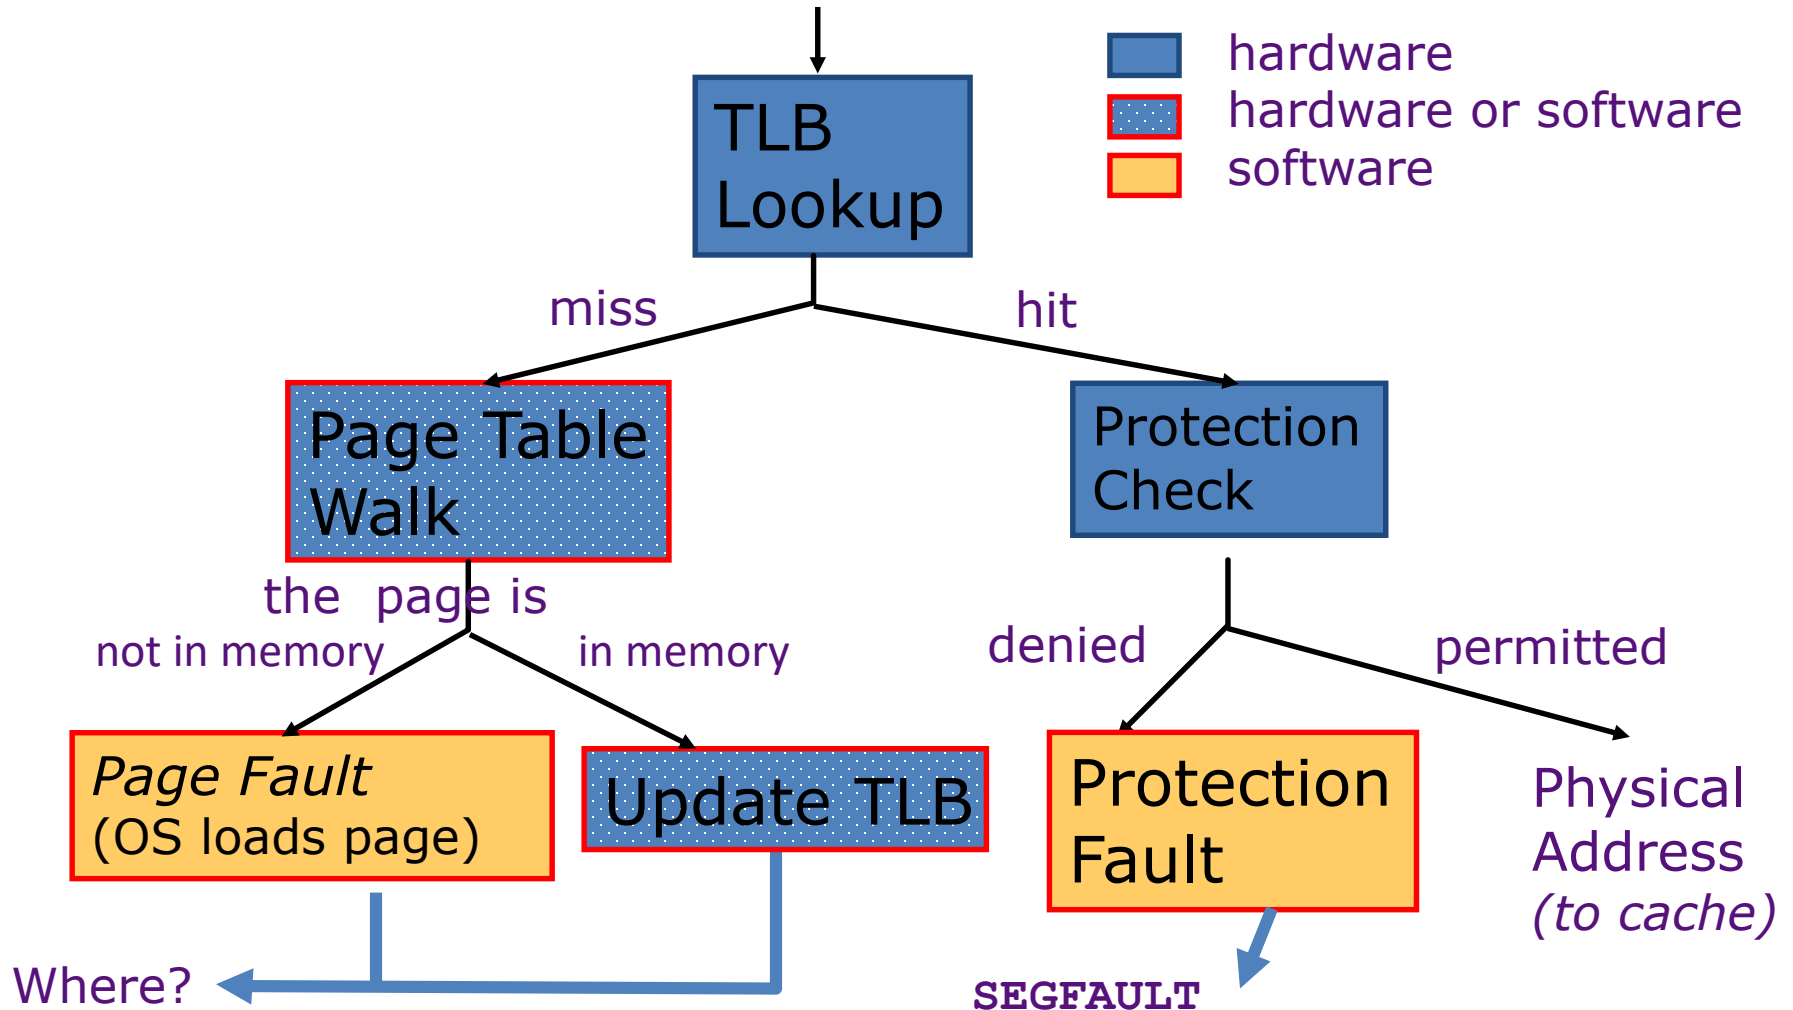 hardware
hardware or software
software
TLB
Lookup
miss
hit
Page Table
Walk
Protection
Check
the page is
not in memory
in memory
denied
permitted
Page Fault
(OS loads page)
Update TLB
Protection
Fault
Physical
Address
(to cache)
Where?
SEGFAULT